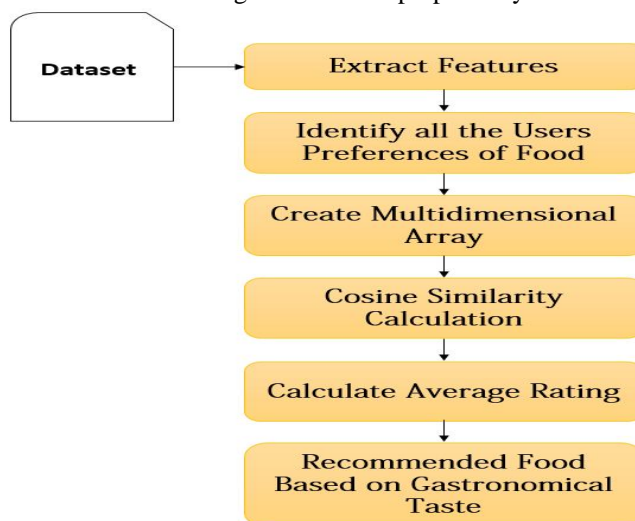 Dataset
Extract Features
Identify all the Users
Preferences of Food
Create Multidimensional
Array
Cosine Similarity
Calculation
Calculate Average Rating
Recommended Food
Based on Gastronomical
Taste